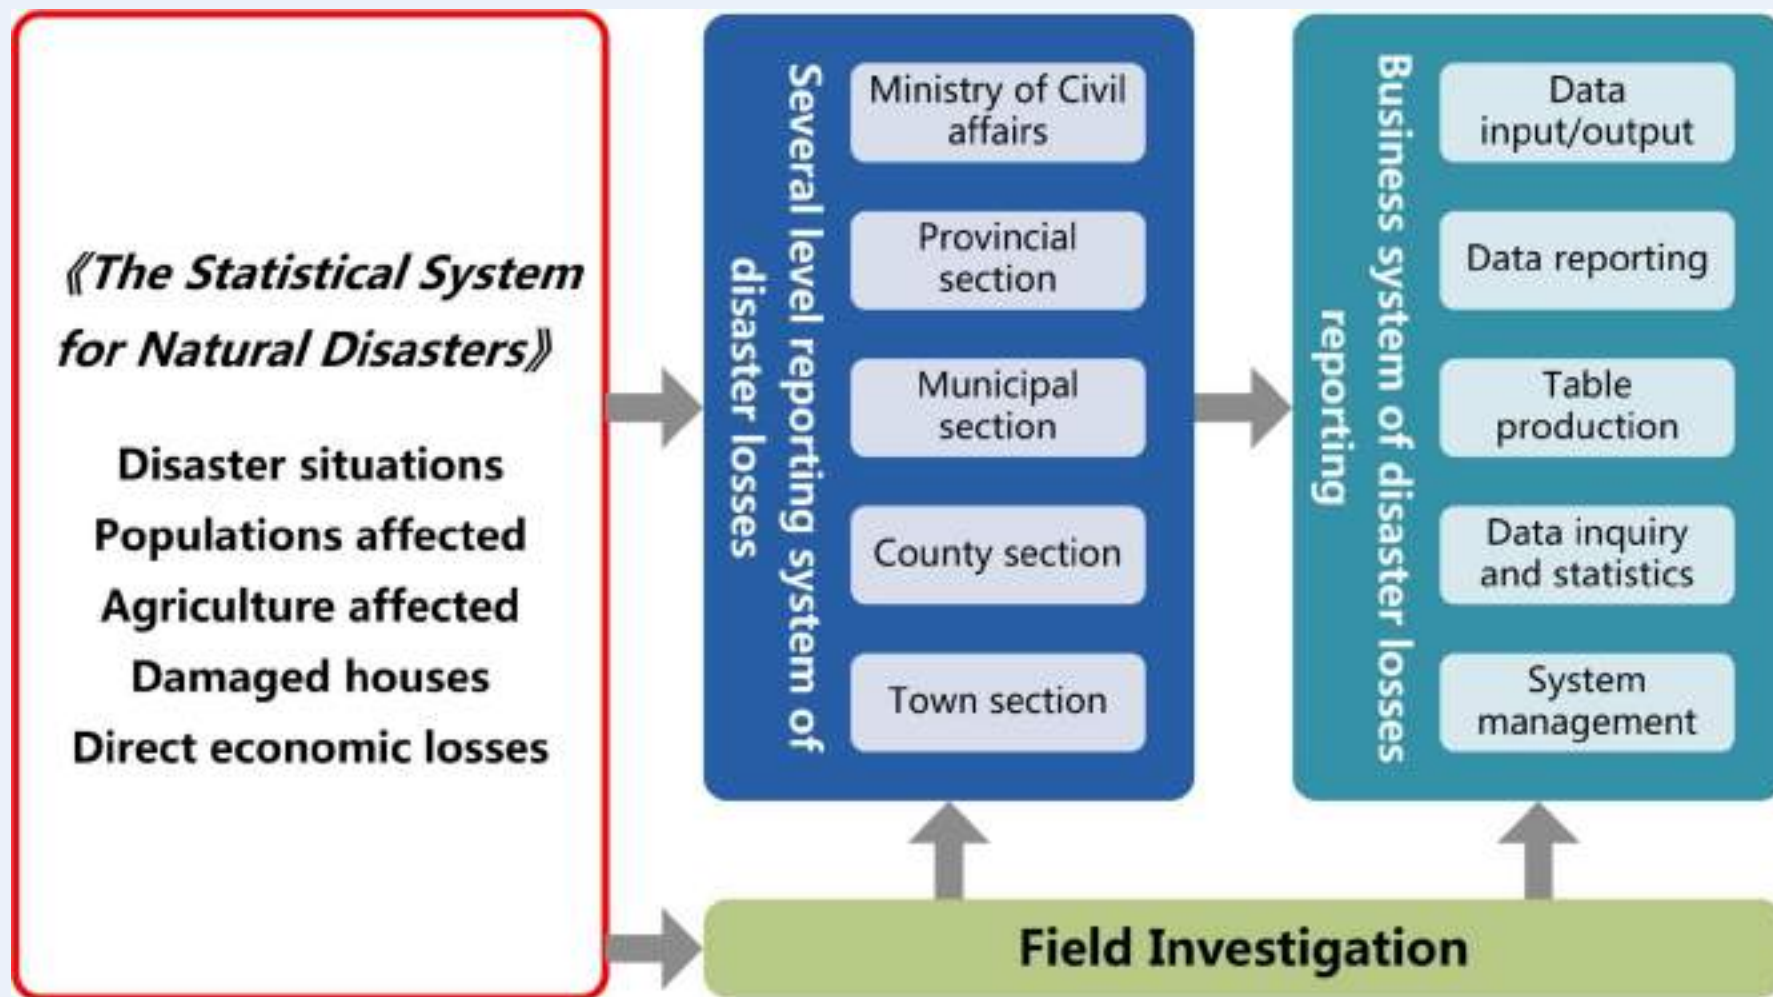 《The Statistical System
for Natural Disasters》
Disaster situations
Populations affected
Agriculture affected
Damaged houses
Direct economic losses
Several level reporting system of
disaster losses
Ministry of Civil
affairs
Provincial
section
Municipal
section
County section
Town section
Business system of disaster losses
reporting
Data
input/output
Data reporting
Table
production
Data inquiry
and statistics
System
management
Field Investigation